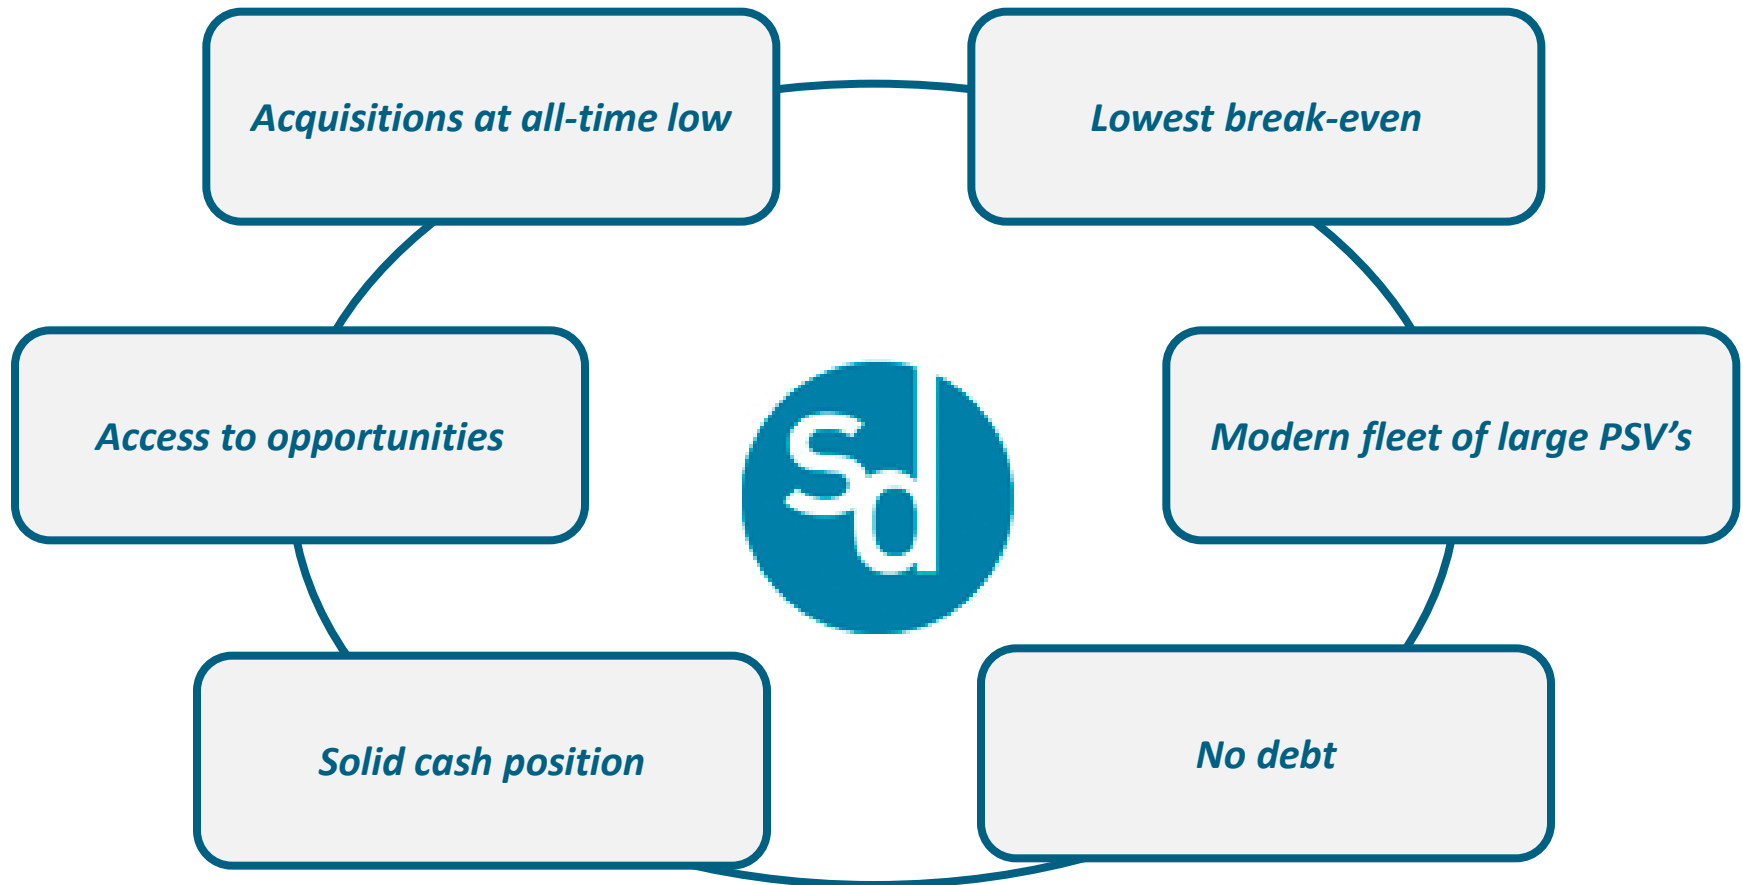 Acquisitions at all-time low
Lowest break-even
Access to opportunities
Modern fleet of large PSV’s
sd
Solid cash position
No debt